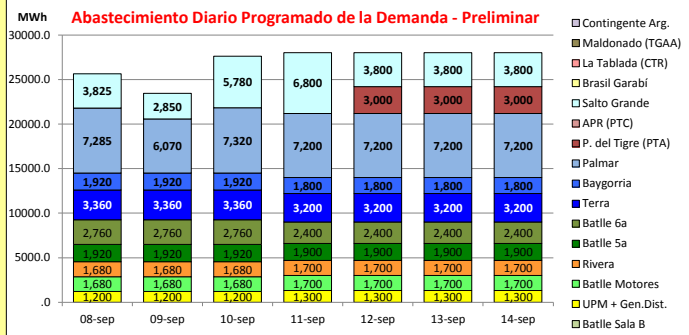 MWh
Abastecimiento Diario Programado de la Demanda - Preliminar
30000.0
25000.0
20000.0
15000.0
10000.0
5000.0
.0
3,825 2,850 5,780 6,800 3,800 3,800 3,800
3,000 3,000 3,000
7,285 6,070 7,320 7,200 7,200 7,200 7,200
1,920 1,920 1,920 1,800 1,800 1,800 1,800
3,360 3,360 3,360 3,200 3,200 3,200 3,200
2,760 2,760 2,760 2,400 2,400 2,400 2,400
1,920 1,920 1,920 1,900 1,900 1,900 1,900
1,680 1,680 1,680 1,700 1,700 1,700 1,700
1,680 1,680 1,680 1,700 1,700 1,700 1,700
1,200 1,200 1,200 1,300 1,300 1,300 1,300
08-sep 09-sep 10-sep 11-sep 12-sep 13-sep 14-sep
Contingente Arg.
Maldonado (TGAA)
La Tablada (CTR)
Brasil Garabí
Salto Grande
APR (PTC)
P. del Tigre (PTA)
Palmar
Baygorria
Terra
Batlle 6a
Batlle 5a
Rivera
Batlle Motores
UPM + Gen.Dist.
Batlle Sala B